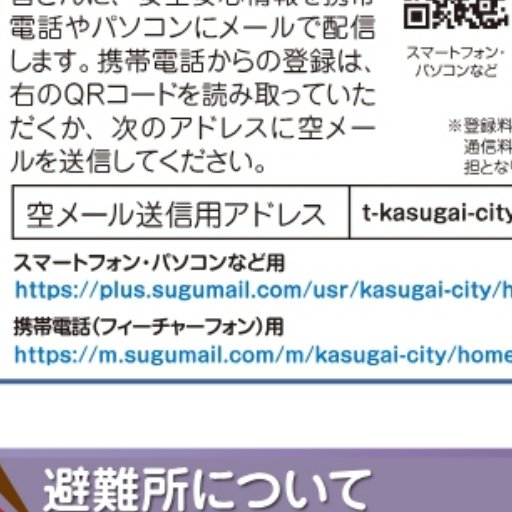 電話やパソコンにメールで配信
します。携帯電話からの登録は、
右のQRコードを読み取っていた
だくか、次のアドレスに空メー
ルを送信してください。
スマートフォン・
パソコンなど
※登録料
通信料
担とな
空メール送信用アドレス
t-kasugai-city
スマートフォン・パソコンなど用
https://plus.sugumail.com/usr/kasugai-city/h
携帯電話(フィーチャーフォン)用
https://m.sugumail.com/m/kasugai-city/home
避難所について